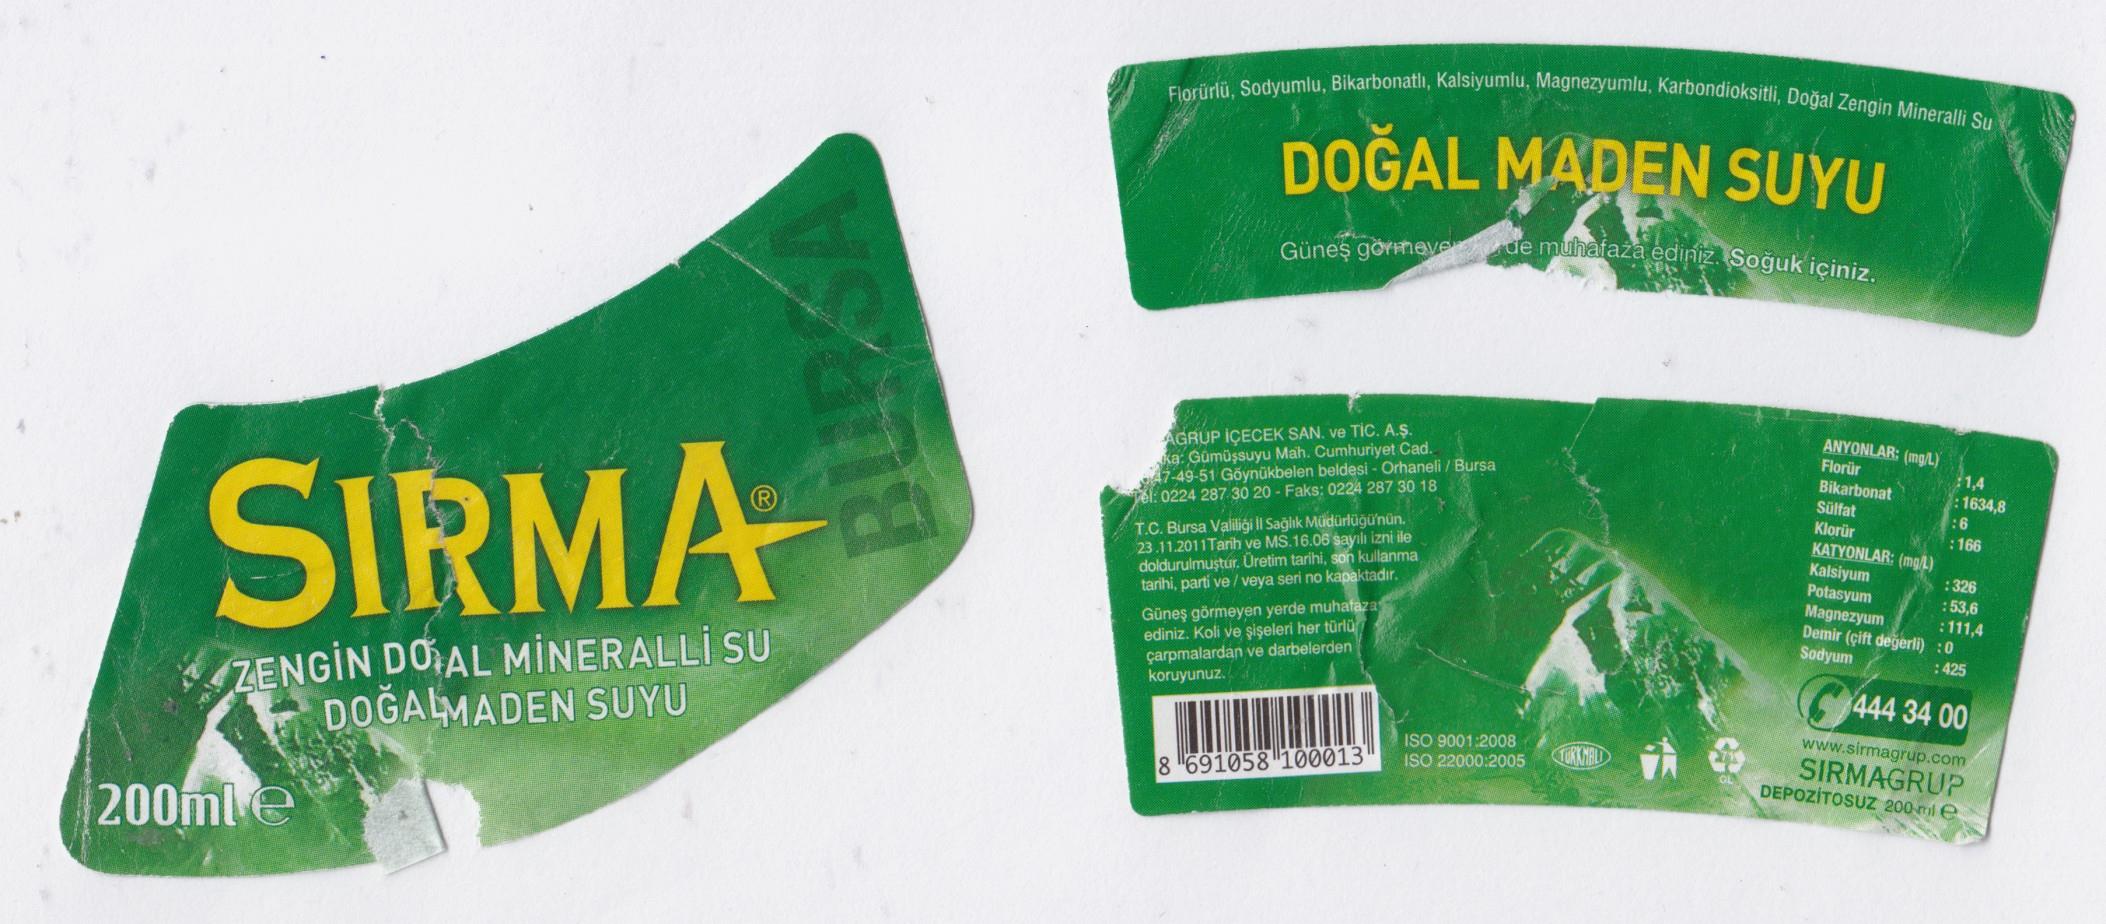 SIRMA®
BURSA
ZENGİN DO AL MİNERALLİ SU
DOĞAL MADEN SUYU
200ml ℮
Florürlü, Sodyumlu, Bikarbonatlı, Kalsiyumlu, Magnezyumlu, Karbondioksitli, Doğal Zengin Mineralli Su
DOĞAL MADEN SUYU
Güneş görmeyen de muhafaza ediniz. Soğuk içiniz.
AGRUP İÇECEK SAN. ve TİC. A.Ş.
ka: Gümüşsuyu Mah. Cumhuriyet Cad.
47-49-51 Göynükbelen beldesi - Orhaneli / Bursa
Tel: 0224 287 30 20 - Faks: 0224 287 30 18
T.C. Bursa Valiliği İl Sağlık Müdürlüğü'nün.
23 .11.2011Tarih ve MS.16.06 sayılı izni ile
doldurulmuştur. Üretim tarihi, son kullanma
tarihi, parti ve / veya seri no kapaktadır.
Güneş görmeyen yerde muhafaza
ediniz. Koli ve şişeleri her türlü
çarpmalardan ve darbelerden
koruyunuz.
8 691058 100013
ISO 9001:2008
ISO 22000:2005
TÜRKMALI
71
GL
ANYONLAR: (mg/L)
Florür : 1,4
Bikarbonat : 1634,8
Sülfat : 6
Klorür : 166
KATYONLAR: (mg/L)
Kalsiyum : 326
Potasyum : 53,6
Magnezyum : 111,4
Demir (çift değerli) : 0
Sodyum : 425
444 34 00
www.sirmagrup.com
SIRMAGRUP
DEPOZİTOSUZ 200 ml ℮